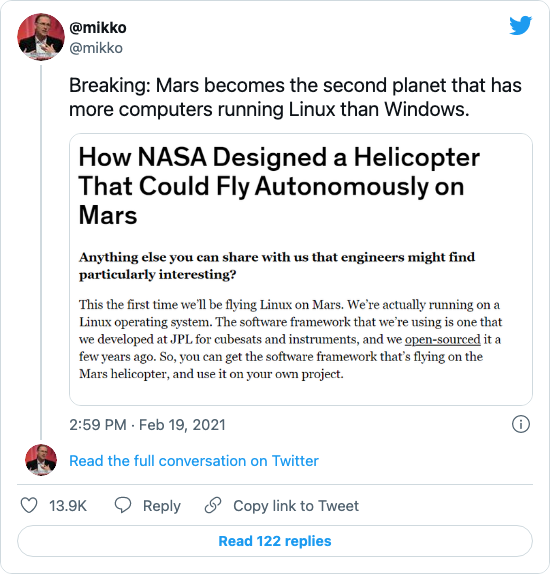 @mikko
@mikko
Breaking: Mars becomes the second planet that has
more computers running Linux than Windows.
How NASA Designed a Helicopter
That Could Fly Autonomously on
Mars
Anything else you can share with us that engineers might find
particularly interesting?
This the first time we’ll be flying Linux on Mars. We’re actually running on a
Linux operating system. The software framework that we’re using is one that
we developed at JPL for cubesats and instruments, and we open-sourced it a
few years ago. So, you can get the software framework that’s flying on the
Mars helicopter, and use it on your own project.
2:59 PM · Feb 19, 2021
Read the full conversation on Twitter
13.9K Reply Copy link to Tweet
Read 122 replies